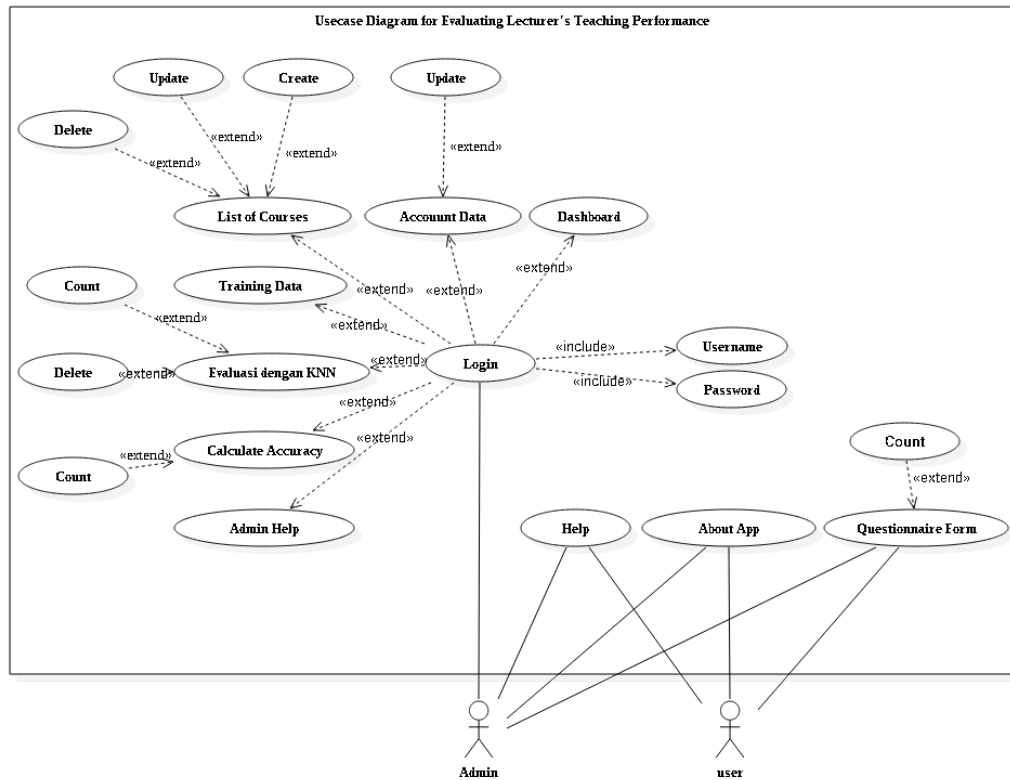 Usecase Diagram for Evaluating Lecturer's Teaching Performance
Update
Create
Update
Delete
«extend»
«extend»
«extend»
«extend»
List of Courses
Accouunt Data
Dashboard
«extend»
Count
Training Data
«extend»
«extend»
«extend»
«extend»
Username
«include»
Login
Delete
«extend»
Evaluasi dengan KNN
«extend»
«include»
Password
«extend»
«extend»
Count
Calculate Accuracy
«extend»
Count
«extend»
Admin Help
Help
About App
Questionnaire Form
Admin
user